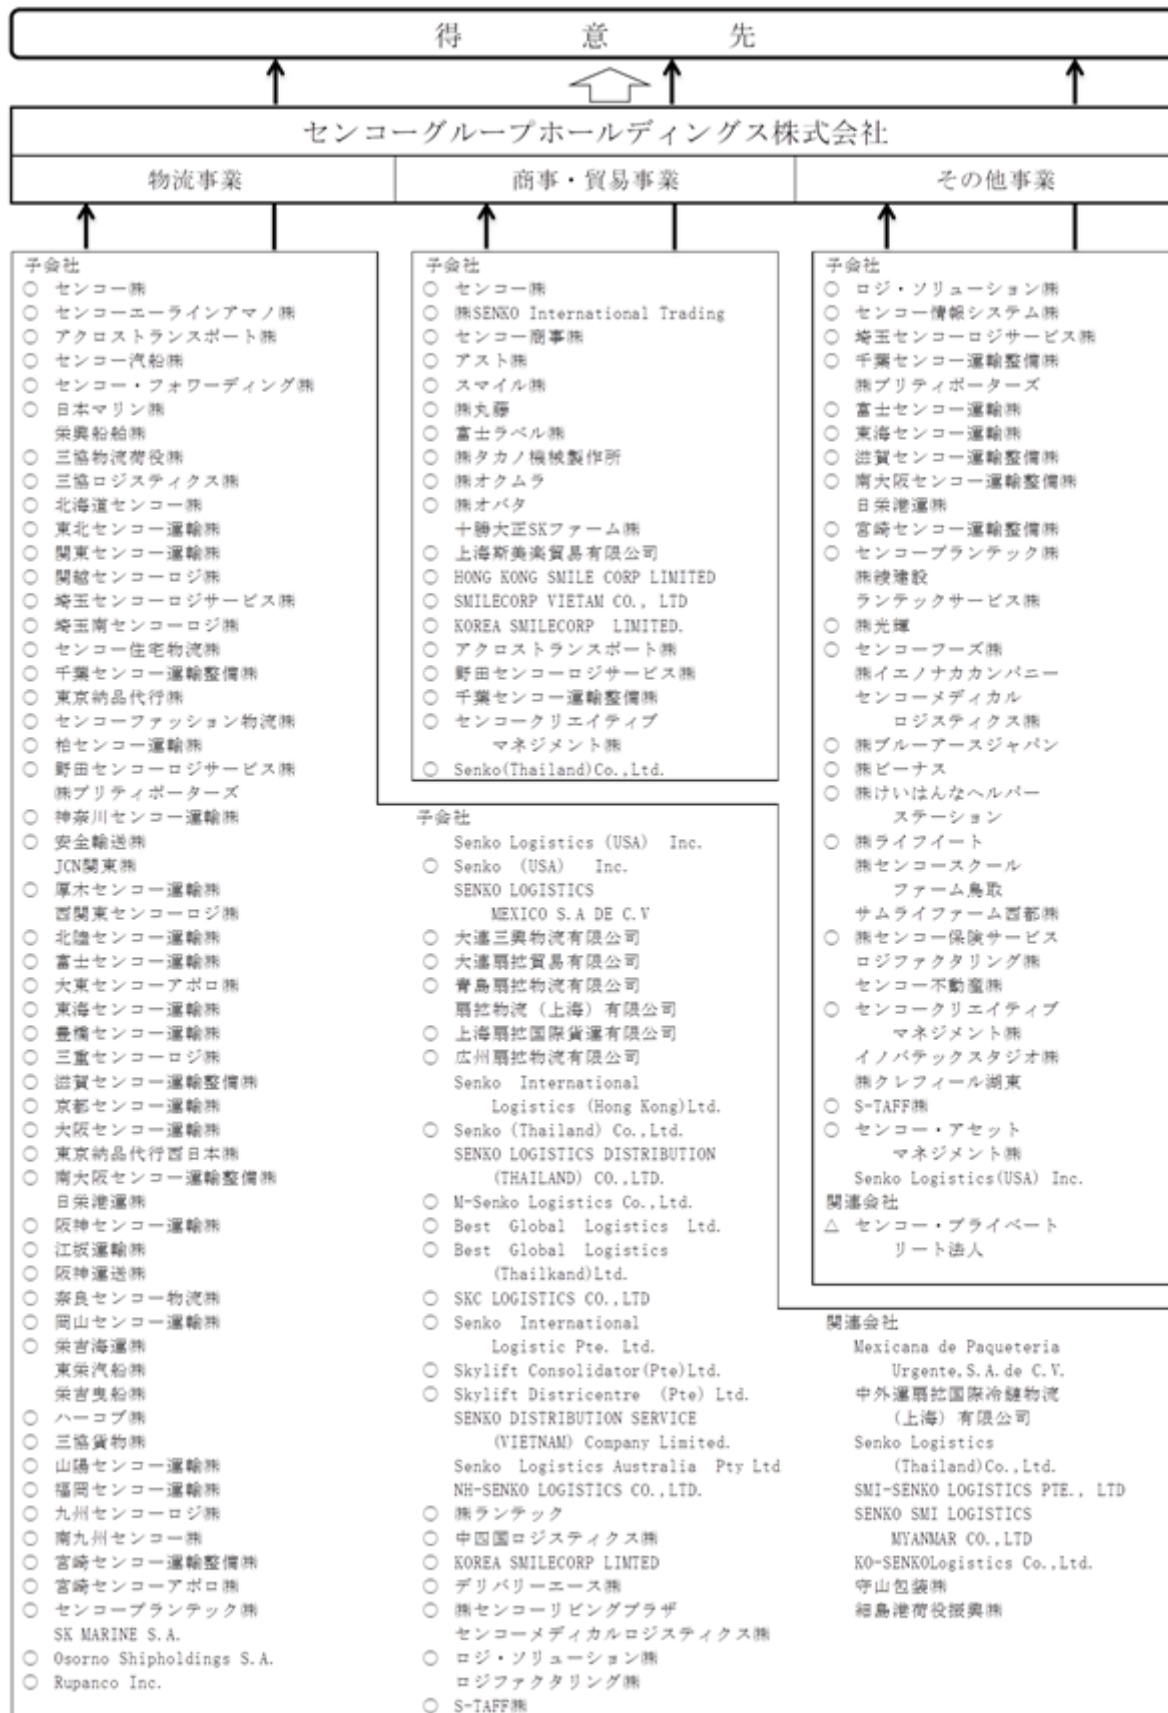 得意先
センコーグループホールディングス株式会社
物流事業
商事・貿易事業
その他事業
子会社
○ センコー㈱
○ センコーエーラインアマノ㈱
○ アクロストランスポート㈱
○ センコー汽船㈱
○ センコー・フォワーディング㈱
○ 日本マリン㈱
栄興船舶㈱
○ 三協物流荷役㈱
○ 三協ロジスティクス㈱
○ 北海道センコー㈱
○ 東北センコー運輸㈱
○ 関東センコー運輸㈱
○ 関越センコーロジ㈱
○ 埼玉センコーロジサービス㈱
○ 埼玉南センコーロジ㈱
○ センコー住宅物流㈱
○ 千葉センコー運輸整備㈱
○ 東京納品代行㈱
○ センコーファッション物流㈱
○ 柏センコー運輸㈱
○ 野田センコーロジサービス㈱
㈱プリティポーターズ
○ 神奈川センコー運輸㈱
○ 安全輸送㈱
JCN関東㈱
○ 厚木センコー運輸㈱
西関東センコーロジ㈱
○ 北陸センコー運輸㈱
○ 富士センコー運輸㈱
○ 大東センコーアポロ㈱
○ 東海センコー運輸㈱
○ 豊橋センコー運輸㈱
○ 三重センコーロジ㈱
○ 滋賀センコー運輸整備㈱
○ 京都センコー運輸㈱
○ 大阪センコー運輸㈱
○ 東京納品代行西日本㈱
○ 南大阪センコー運輸整備㈱
日栄港運㈱
○ 阪神センコー運輸㈱
○ 江坂運輸㈱
○ 阪神運送㈱
○ 奈良センコー物流㈱
○ 岡山センコー運輸㈱
○ 栄吉海運㈱
東栄汽船㈱
栄吉曳船㈱
○ ハーコブ㈱
○ 三協貨物㈱
○ 山陽センコー運輸㈱
○ 福岡センコー運輸㈱
○ 九州センコーロジ㈱
○ 南九州センコー㈱
○ 宮崎センコー運輸整備㈱
○ 宮崎センコーアポロ㈱
○ センコープランテック㈱
SK MARINE S.A.
○ Osorno Shipholdings S.A.
○ Rupanco Inc.
子会社
○ センコー㈱
○ ㈱SENKO International Trading
○ センコー商事㈱
○ アスト㈱
○ スマイル㈱
○ ㈱丸藤
○ 富士ラベル㈱
○ ㈱タカノ機械製作所
○ ㈱オクムラ
○ ㈱オバタ
十勝大正SKファーム㈱
○ 上海斯美楽貿易有限公司
○ HONG KONG SMILE CORP LIMITED
○ SMILECORP VIETAM CO., LTD
○ KOREA SMILECORP LIMITED.
○ アクロストランスポート㈱
○ 野田センコーロジサービス㈱
○ 千葉センコー運輸整備㈱
○ センコークリエイティブ
マネジメント㈱
○ Senko(Thailand)Co.,Ltd.
子会社
Senko Logistics (USA) Inc.
○ Senko (USA) Inc.
SENKO LOGISTICS
MEXICO S.A DE C.V
○ 大連三興物流有限公司
○ 大連扇拡貿易有限公司
○ 青島扇拡物流有限公司
扇拡物流（上海）有限公司
○ 上海扇拡国際貨運有限公司
○ 広州扇拡物流有限公司
Senko International
Logistics (Hong Kong)Ltd.
○ Senko (Thailand) Co.,Ltd.
SENKO LOGISTICS DISTRIBUTION
(THAILAND) CO.,LTD.
○ M-Senko Logistics Co.,Ltd.
○ Best Global Logistics Ltd.
○ Best Global Logistics
(Thailkand)Ltd.
○ SKC LOGISTICS CO.,LTD
○ Senko International
Logistic Pte. Ltd.
○ Skylift Consolidator(Pte)Ltd.
○ Skylift Districentre (Pte) Ltd.
SENKO DISTRIBUTION SERVICE
(VIETNAM) Company Limited.
Senko Logistics Australia Pty Ltd
NH-SENKO LOGISTICS CO.,LTD.
○ ㈱ランテック
○ 中四国ロジスティクス㈱
○ KOREA SMILECORP LIMTED
○ デリバリーエース㈱
○ ㈱センコーリビングプラザ
センコーメディカルロジスティクス㈱
○ ロジ・ソリューション㈱
ロジファクタリング㈱
○ S-TAFF㈱
子会社
○ ロジ・ソリューション㈱
○ センコー情報システム㈱
○ 埼玉センコーロジサービス㈱
○ 千葉センコー運輸整備㈱
㈱プリティポーターズ
○ 富士センコー運輸㈱
○ 東海センコー運輸㈱
○ 滋賀センコー運輸整備㈱
○ 南大阪センコー運輸整備㈱
日栄港運㈱
○ 宮崎センコー運輸整備㈱
○ センコープランテック㈱
㈱綾建設
ランテックサービス㈱
○ ㈱光輝
○ センコーフーズ㈱
㈱イエノナカカンパニー
センコーメディカル
ロジスティクス㈱
○ ㈱ブルーアースジャパン
○ ㈱ビーナス
○ ㈱けいはんなヘルパー
ステーション
○ ㈱ライフイート
㈱センコースクール
ファーム鳥取
サムライファーム西都㈱
○ ㈱センコー保険サービス
ロジファクタリング㈱
センコー不動産㈱
○ センコークリエイティブ
マネジメント㈱
イノバテックスタジオ㈱
㈱クレフィール湖東
○ S-TAFF㈱
○ センコー・アセット
マネジメント㈱
Senko Logistics(USA) Inc.
関連会社
△ センコー・プライベート
リート法人
関連会社
Mexicana de Paqueteria
Urgente,S.A.de C.V.
中外運扇拡国際冷鏈物流
（上海）有限公司
Senko Logistics
(Thailand)Co.,Ltd.
SMI-SENKO LOGISTICS PTE., LTD
SENKO SMI LOGISTICS
MYANMAR CO.,LTD
KO-SENKOLogistics Co.,Ltd.
守山包装㈱
細島港荷役振興㈱